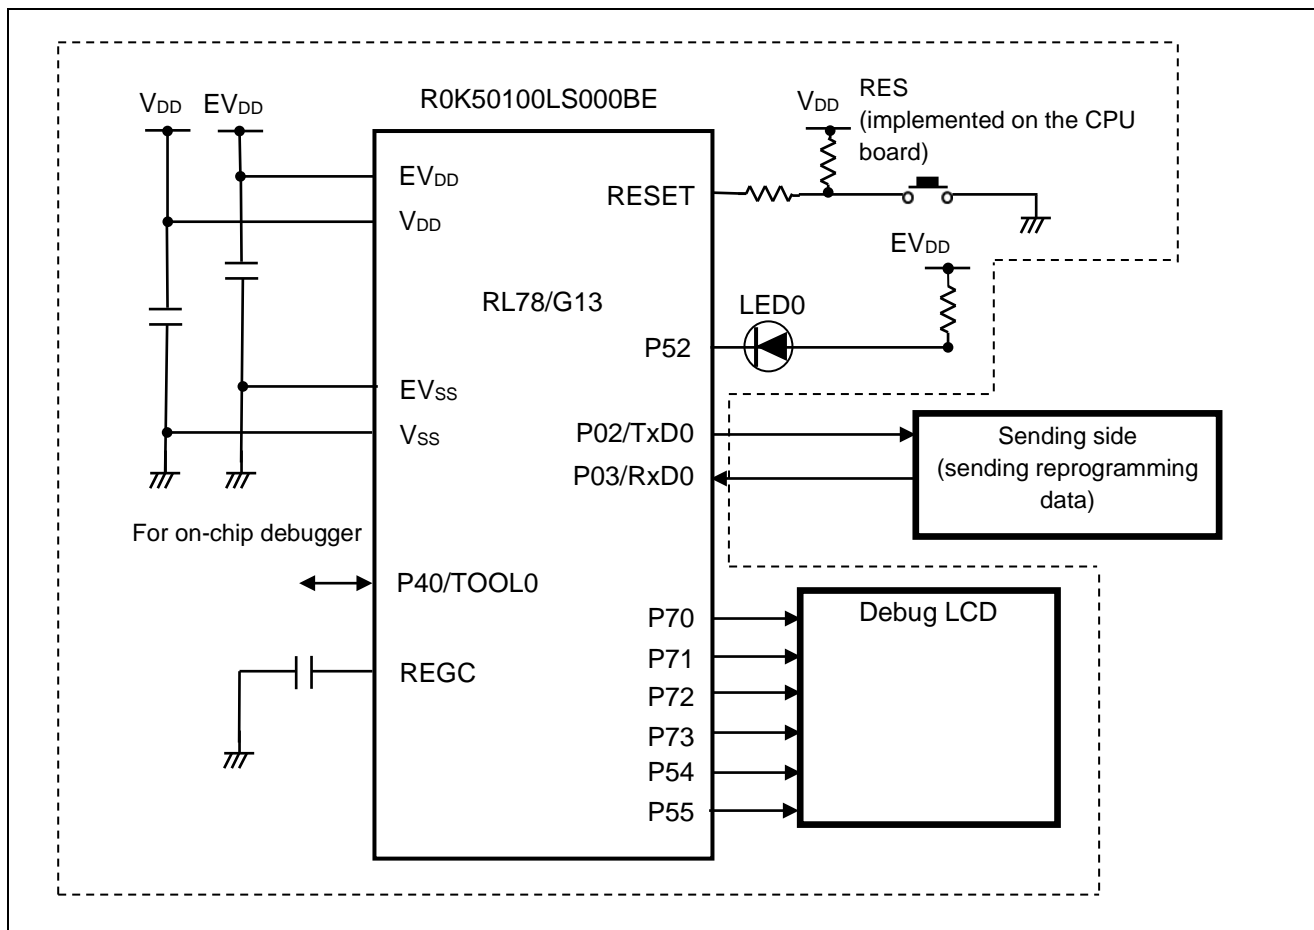 R0K50100LS000BE
VDD
EVDD
VDD
RES
(implemented on the CPU
board)
EVDD
VDD
RESET
EVDD
RL78/G13
LED0
P52
EVSS
VSS
P02/TxD0
P03/RxD0
Sending side
(sending reprogramming
data)
For on-chip debugger
P40/TOOL0
REGC
P70
P71
P72
P73
P54
P55
Debug LCD